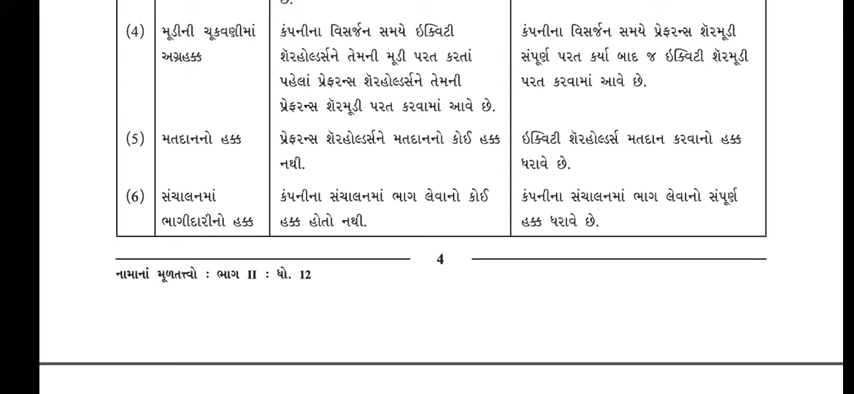 છે.
(4) મૂડીની ચૂકવણીમાં કંપનીના વિસર્જન સમયે ઇક્વિટી કંપનીના વિસર્જન સમયે પ્રેફરન્સ શૅરમૂડી
અગ્રહક્ક શૅરહોલ્ડર્સને તેમની મૂડી પરત કરતાં સંપૂર્ણ પરત કર્યા બાદ જ ઇક્વિટી શૅરમૂડી
પહેલાં પ્રેફરન્સ શૅરહોલ્ડર્સને તેમની પરત કરવામાં આવે છે.
પ્રેફરન્સ શૅરમૂડી પરત કરવામાં આવે છે.
(5) મતદાનનો હક્ક પ્રેફરન્સ શૅરહોલ્ડર્સને મતદાનનો કોઈ હક્ક ઇક્વિટી શૅરહોલ્ડર્સ મતદાન કરવાનો હક્ક
નથી. ધરાવે છે.
(6) સંચાલનમાં કંપનીના સંચાલનમાં ભાગ લેવાનો કોઈ કંપનીના સંચાલનમાં ભાગ લેવાનો સંપૂર્ણ
ભાગીદારીનો હક્ક હક્ક હોતો નથી. હક્ક ધરાવે છે.
4
નામાનાં મૂળતત્ત્વો : ભાગ II : ધો. 12